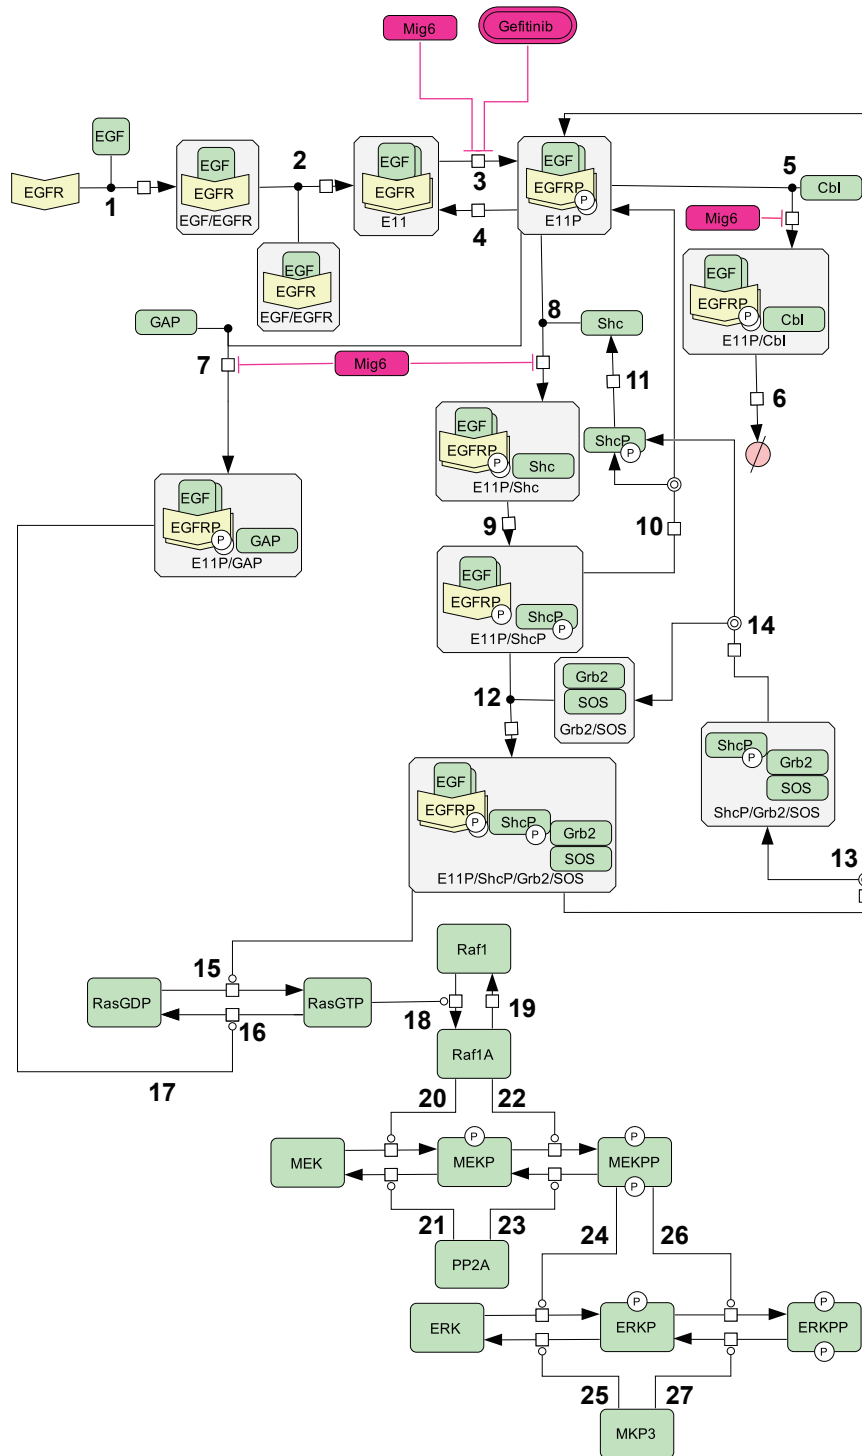 Mig6
Gefitinib
EGF
EGFR
1
EGF
EGFR
EGF/EGFR
2
EGF
EGFR
EGF/EGFR
EGF
EGFR
E11
3
4
EGF
EGFRP
P
E11P
5
Cbl
Mig6
EGF
EGFRP
P
Cbl
E11P/Cbl
6
GAP
7
Mig6
8
Shc
11
ShcP
P
EGF
EGFRP
P
Shc
E11P/Shc
9
10
EGF
EGFRP
P
GAP
E11P/GAP
EGF
EGFRP
P
ShcP
P
E11P/ShcP
12
Grb2
SOS
Grb2/SOS
14
ShcP
P
Grb2
SOS
ShcP/Grb2/SOS
13
EGF
EGFRP
P
ShcP
P
Grb2
SOS
E11P/ShcP/Grb2/SOS
15
RasGDP
RasGTP
16
17
Raf1
18
19
Raf1A
20
22
MEK
P
MEKP
P
MEKPP
P
21
23
PP2A
24
26
ERK
P
ERKP
P
ERKPP
P
25
27
MKP3